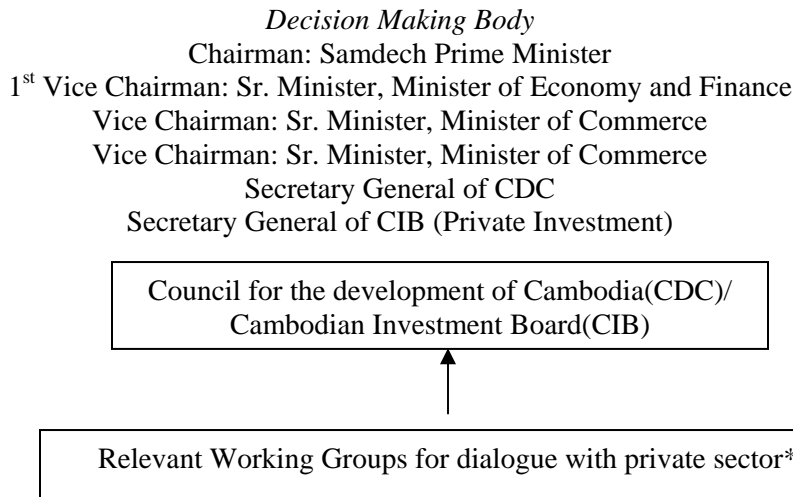 Decision Making Body
Chairman: Samdech Prime Minister
1st Vice Chairman: Sr. Minister, Minister of Economy and Finance
Vice Chairman: Sr. Minister, Minister of Commerce
Vice Chairman: Sr. Minister, Minister of Commerce
Secretary General of CDC
Secretary General of CIB (Private Investment)
Council for the development of Cambodia(CDC)/
Cambodian Investment Board(CIB)
Relevant Working Groups for dialogue with private sector*